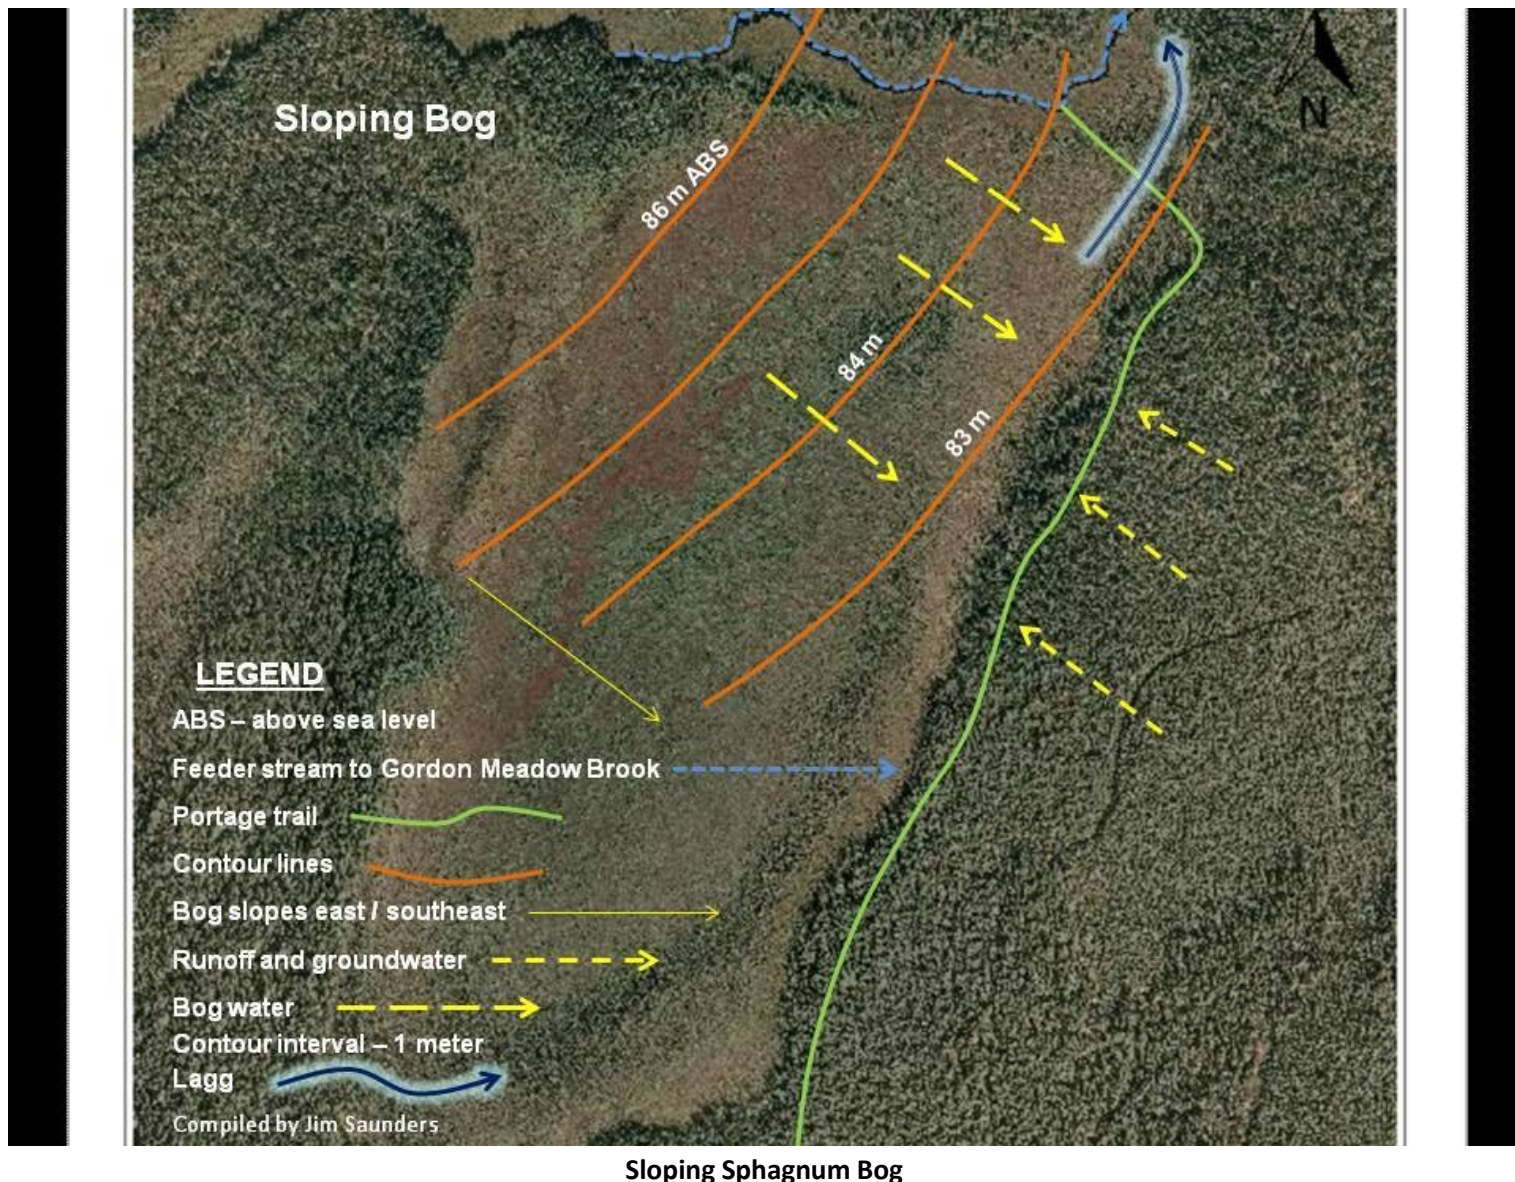 Sloping Bog
N
86 m ABS
84 m
83 m
LEGEND
ABS – above sea level
Feeder stream to Gordon Meadow Brook
Portage trail
Contour lines
Bog slopes east / southeast
Runoff and groundwater
Bog water
Contour interval – 1 meter
Lagg
Compiled by Jim Saunders
Sloping Sphagnum Bog